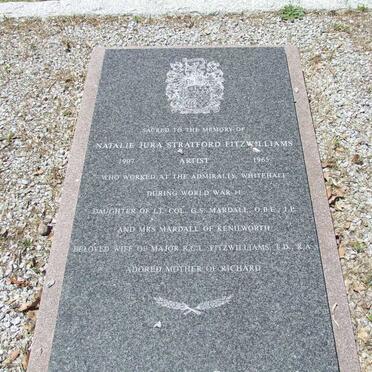 SACRED TO THE MEMORY OF
NATALIE JURA STRATFORD FITZWILLIAMS
1907 ARTIST 1965
WHO WORKED AT THE ADMIRALTY, WHITEHALL
DURING WORLD WAR II
DAUGHTER OF LT. COL. G.S. MARDALL, O.B.E., J.P.
AND MRS MARDALL OF KENILWORTH
BELOVED WIFE OF MAJOR R.C.L. FITZWILLIAMS, T.D., R.A.
ADORED MOTHER OF RICHARD